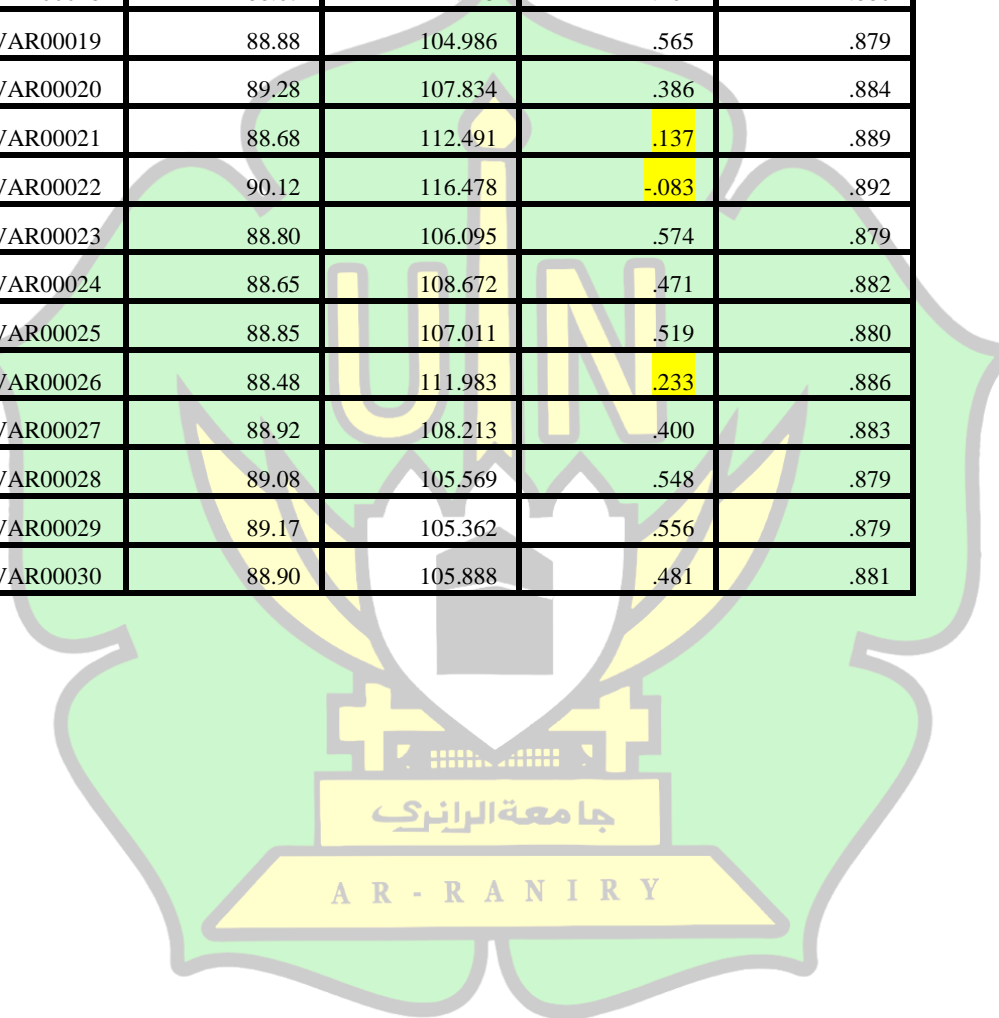 VAR00019 88.88 104.986 .565 .879
VAR00020 89.28 107.834 .386 .884
VAR00021 88.68 112.491 .137 .889
VAR00022 90.12 116.478 -.083 .892
VAR00023 88.80 106.095 .574 .879
VAR00024 88.65 108.672 .471 .882
VAR00025 88.85 107.011 .519 .880
VAR00026 88.48 111.983 .233 .886
VAR00027 88.92 108.213 .400 .883
VAR00028 89.08 105.569 .548 .879
VAR00029 89.17 105.362 .556 .879
VAR00030 88.90 105.888 .481 .881
UIN
جامعةالرانري
AR-RANIRY